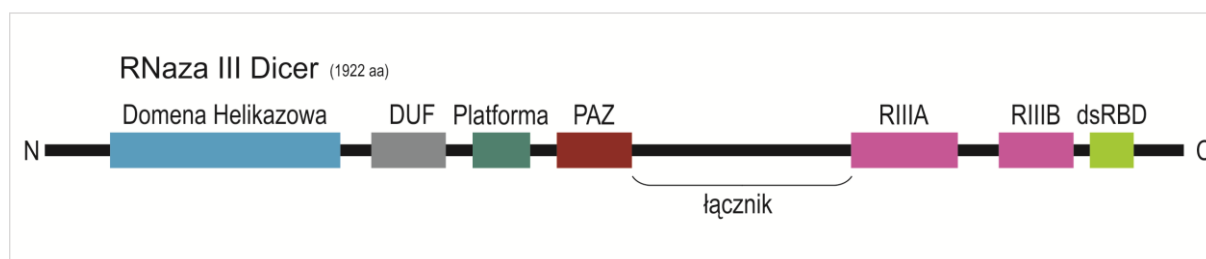 RNaza III Dicer (1922 aa)
Domena Helikazowa DUF Platforma PAZ RIIIA RIIIB dsRBD
N C
łącznik